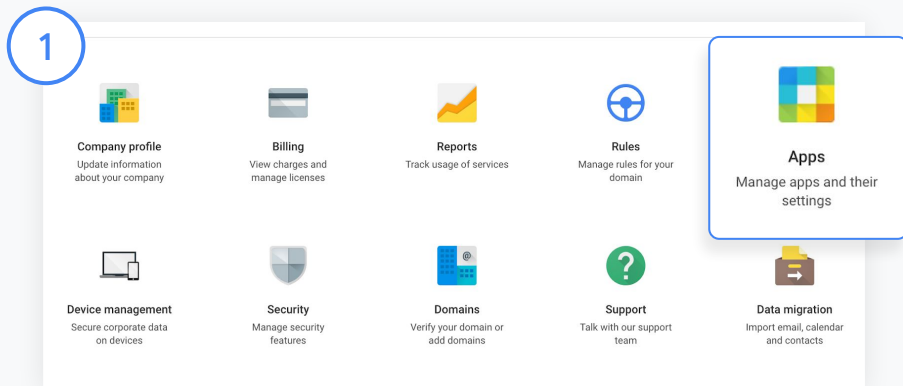 1
Company profile
Update information
about your company
Billing
View charges and
manage licenses
Reports
Track usage of services
Rules
Manage rules for your
domain
Apps
Manage apps and their
settings
Device management
Secure corporate data
on devices
Security
Manage security
features
Domains
Verify your domain or
add domains
@
Support
Talk with our support
team
?
Data migration
Import email, calendar
and contacts